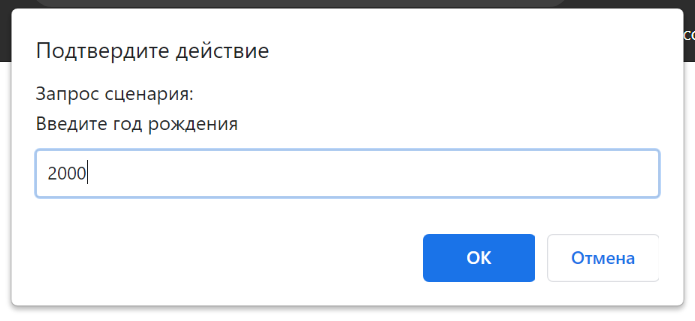 Подтвердите действие
Запрос сценария:
Введите год рождения
2000
OK Отмена